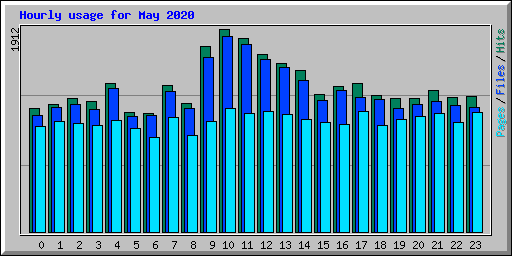 Hourly usage for May 2020
1912
Pages/Files/Hits
0 1 2 3 4 5 6 7 8 9 10 11 12 13 14 15 16 17 18 19 20 21 22 23